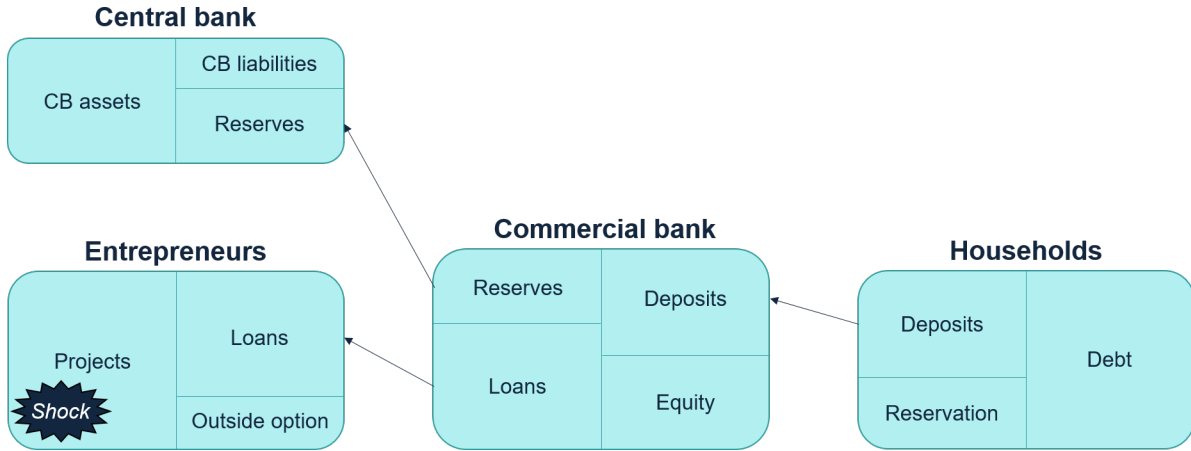 Central bank
CB assets
CB liabilities
Reserves
Entrepreneurs
Projects
Shock
Loans
Outside option
Commercial bank
Reserves
Loans
Deposits
Equity
Households
Deposits
Reservation
Debt